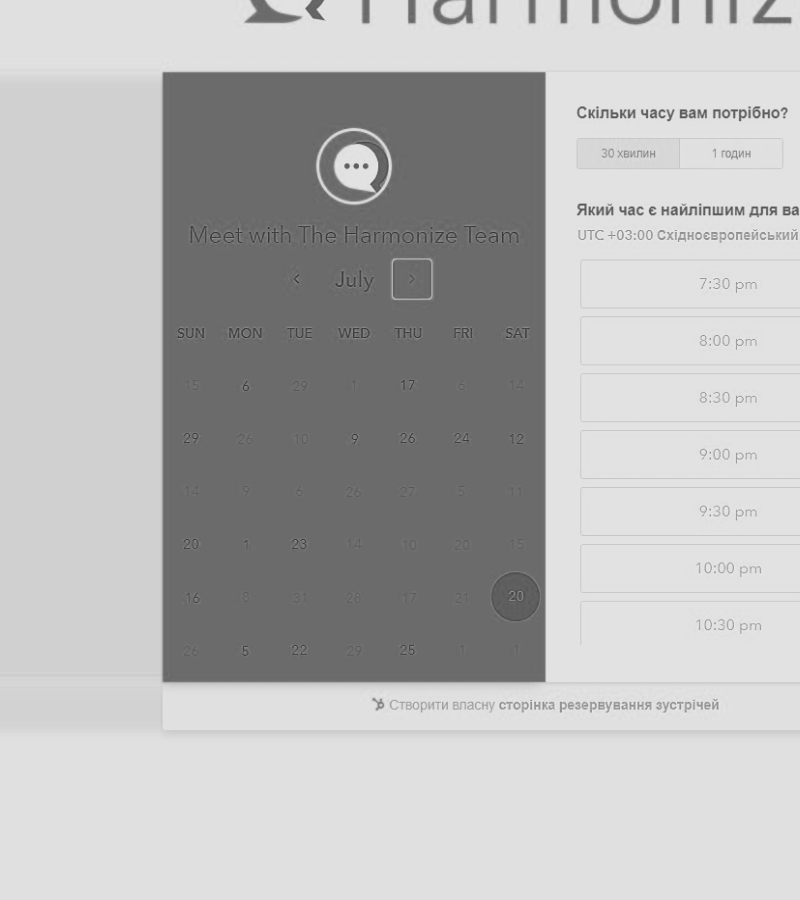 Harmoniz
Meet with The Harmonize Team
July
SUN MON TUE WED THU FRI SAT
15 6 29 1 17 6 14
29 26 10 9 26 24 12
14 9 6 26 27 5 11
20 1 23 14 10 20 15
16 8 31 28 17 21 20
26 5 22 29 25 1 1
Скільки часу вам потрібно?
30 хвилин 1 годин
Який час є найліпшим для ва
UTC +03:00 Східноєвропейський
7:30 pm
8:00 pm
8:30 pm
9:00 pm
9:30 pm
10:00 pm
10:30 pm
Створити власну сторінка резервування зустрічей